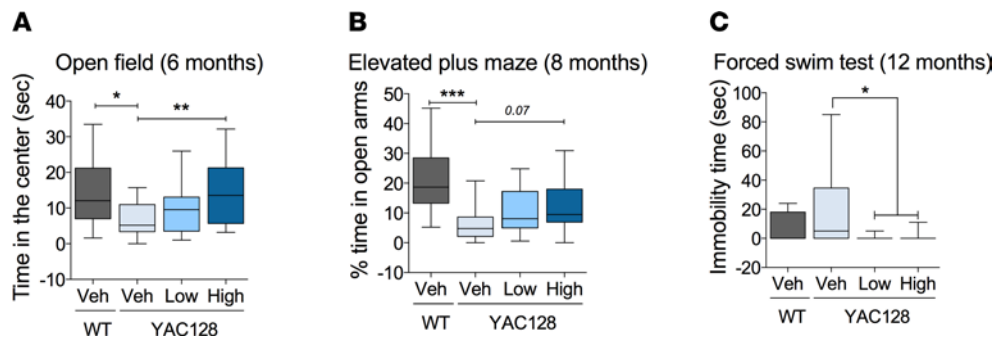 A
Open field (6 months)
Time in the center (sec)
40
30
20
10
0
-10
*
**
Veh Veh Low High
WT YAC128
B
Elevated plus maze (8 months)
% time in open arms
50
40
30
20
10
0
-10
***
0.07
Veh Veh Low High
WT YAC128
C
Forced swim test (12 months)
Immobility time (sec)
100
80
60
40
20
0
-20
*
Veh Veh Low High
WT YAC128